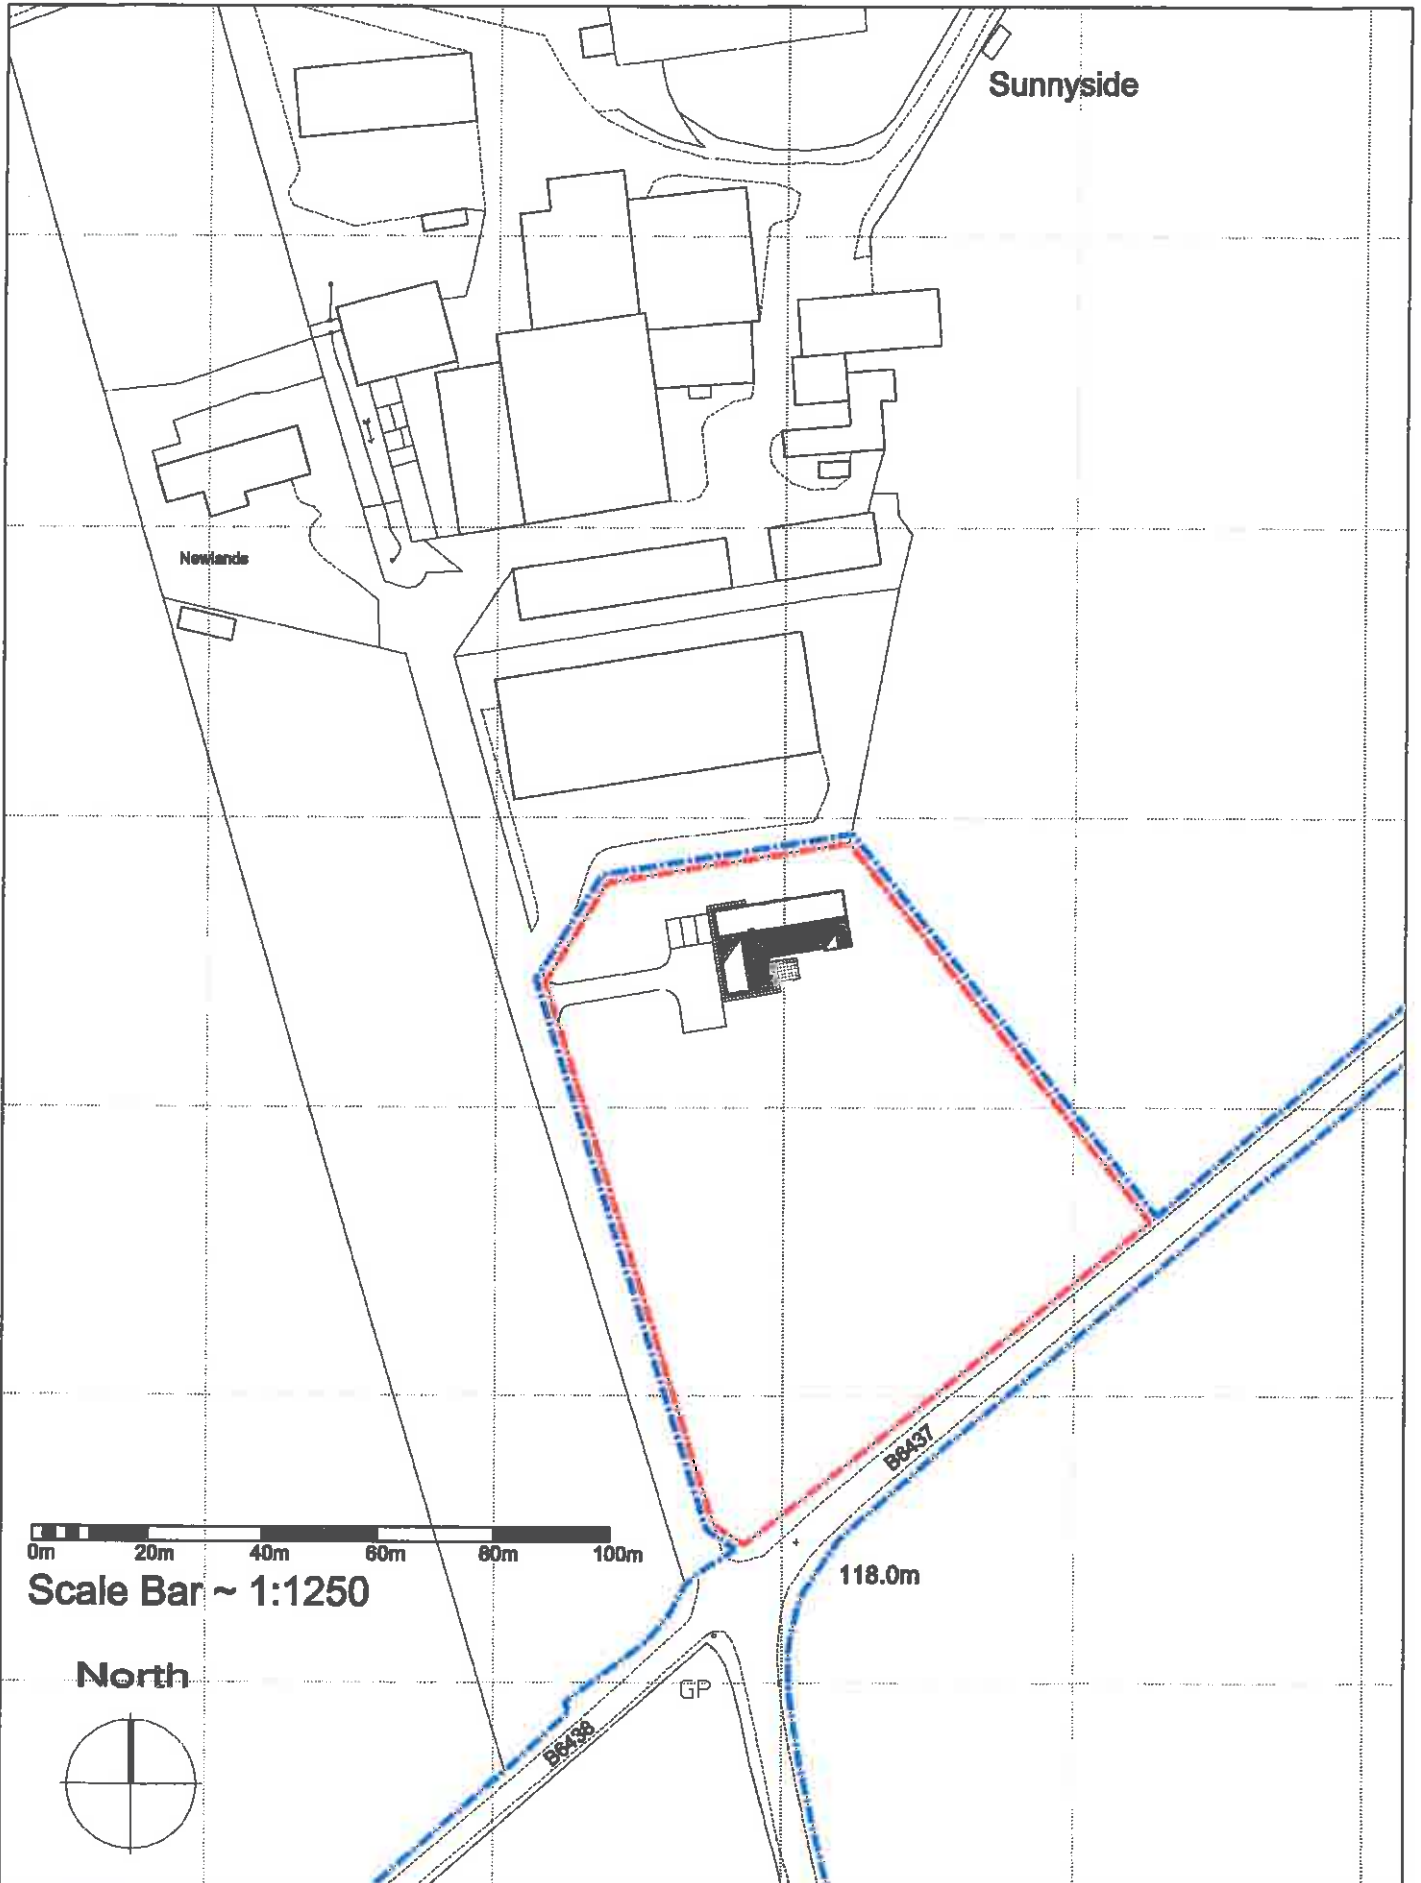 Sunnyside
Newlands
B6437
118.0m
0m 20m 40m 60m 80m 100m
Scale Bar ~ 1:1250
North
GP
B6438